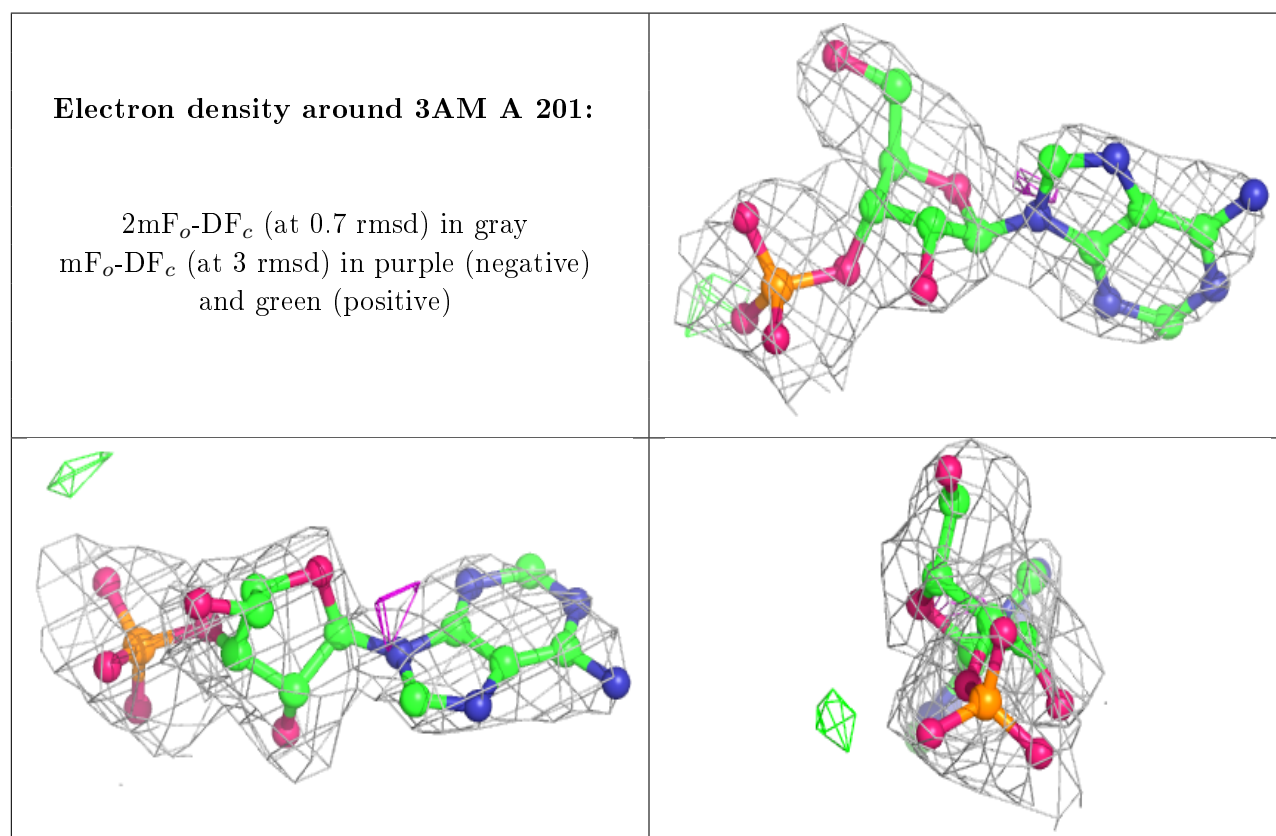 Electron density around 3AM A 201:
2mFo-DFc (at 0.7 rmsd) in gray
mFo-DFc (at 3 rmsd) in purple (negative)
and green (positive)